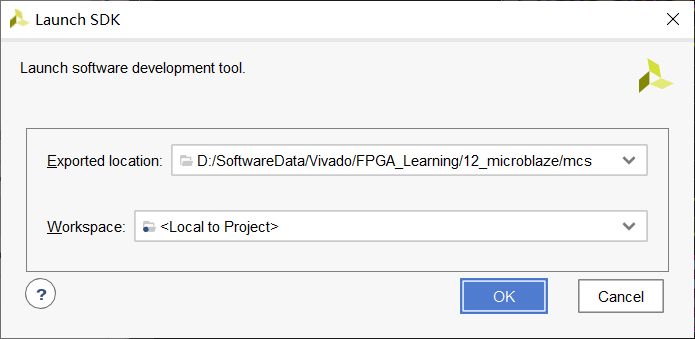 Launch SDK
Launch software development tool.
Exported location: D:/SoftwareData/Vivado/FPGA_Learning/12_microblaze/mcs
Workspace: <Local to Project>
? OK Cancel